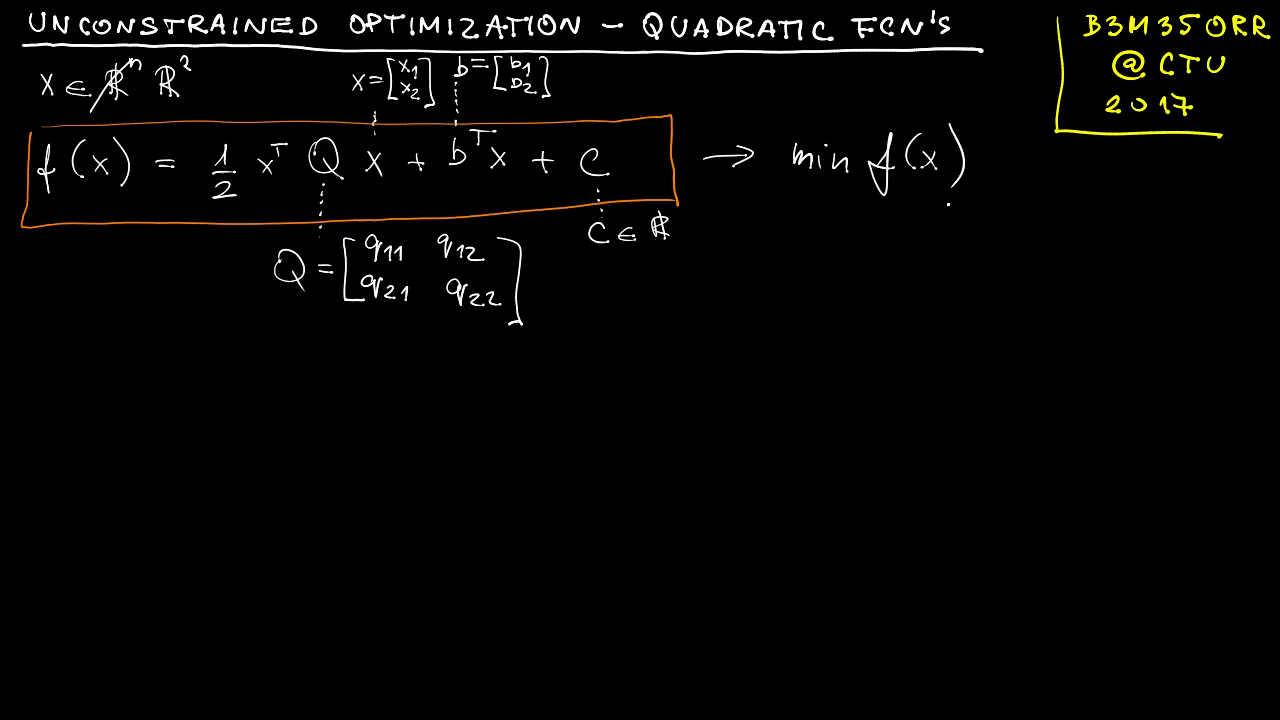 UNCONSTRAINED OPTIMIZATION – QUADRATIC FCN'S
B3M35ORR
@ CTU
2017
x ∈ ℝⁿ ℝ²
x = [x1 x2] b = [b1 b2]
f(x) = 1/2 xᵀ Q x + bᵀx + C → min f(x)
C ∈ ℝ
Q = [q11 q12
q21 q22]